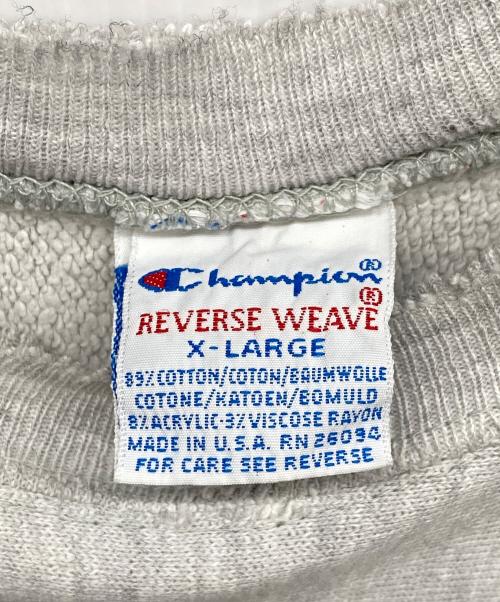 Champion®
REVERSE WEAVE®
X-LARGE
89% COTTON/COTON/BAUMWOLLE
COTONE/KATOEN/BOMULD
8% ACRYLIC-3% VISCOSE RAYON
MADE IN U.S.A. RN 26094
FOR CARE SEE REVERSE